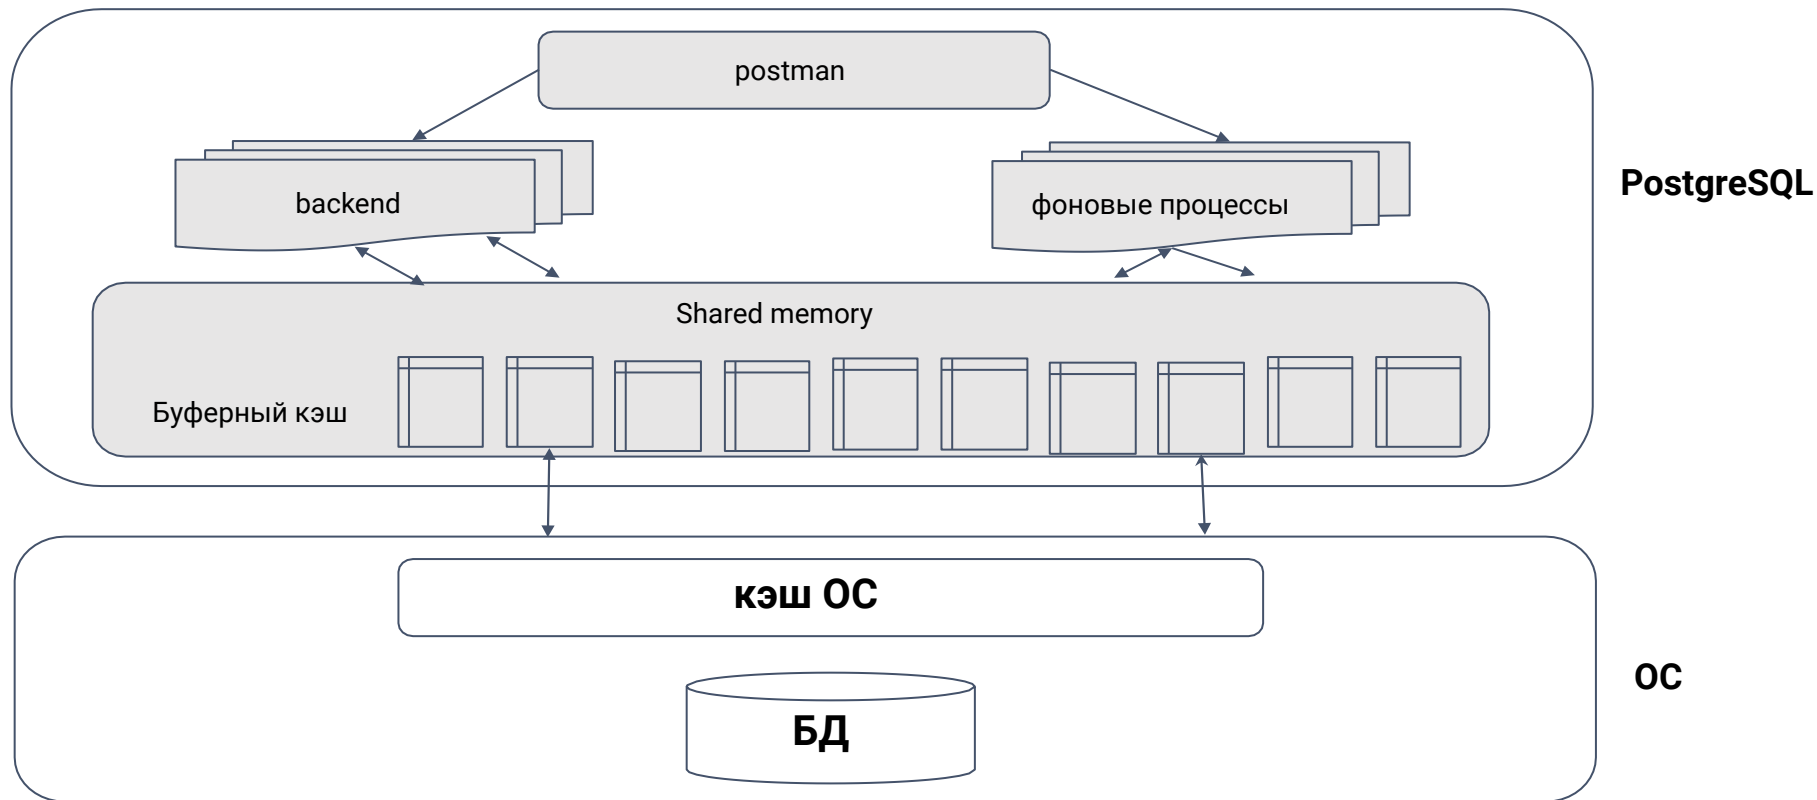 postman
backend
фоновые процессы
PostgreSQL
Shared memory
Буферный кэш
кэш ОС
ОС
БД